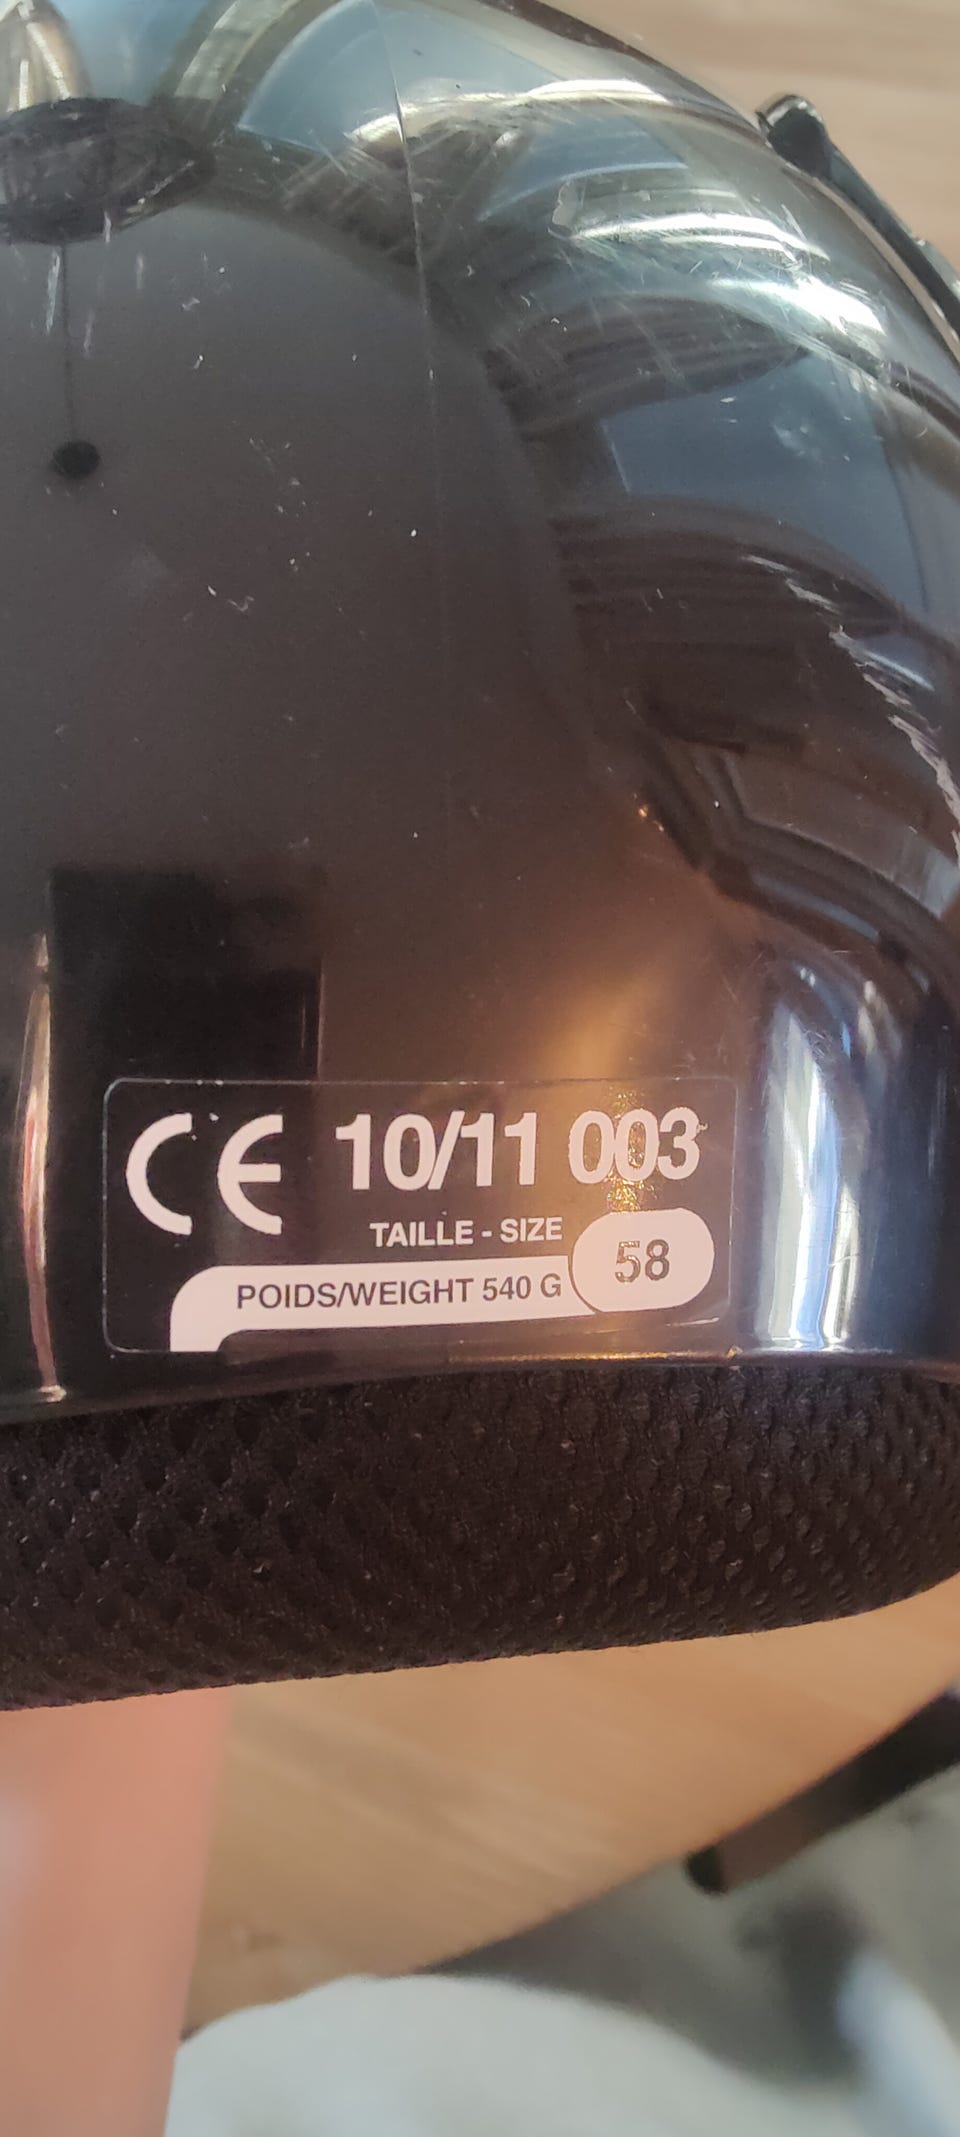 CE 10/11 003
TAILLE - SIZE
58
POIDS/WEIGHT 540 G